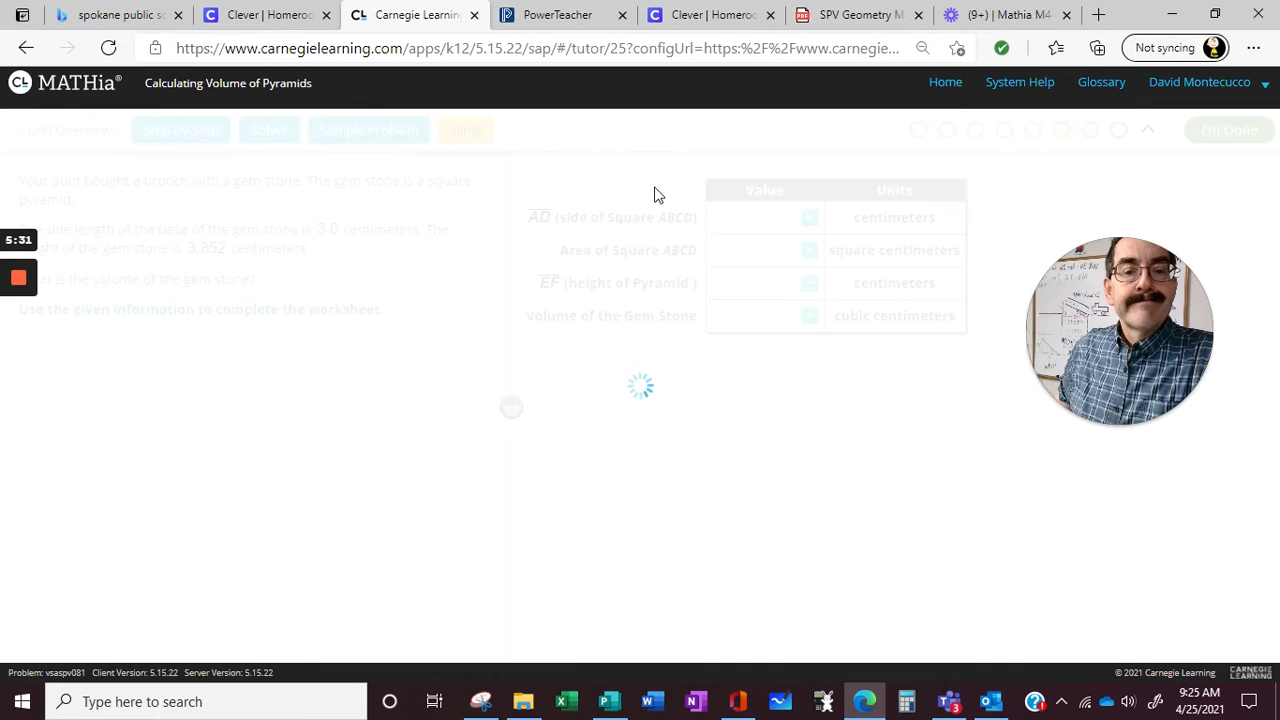 spokane public sc
Clever | Homeroo
Carnegie Learning
PowerTeacher
Clever | Homeroo
SPV Geometry M
(9+) | Mathia M4
https://www.carnegielearning.com/apps/k12/5.15.22/sap/#/tutor/25?configUrl=https:%2F%2Fwww.carnegie...
Not syncing
CL MATHia® Calculating Volume of Pyramids
Home
System Help
Glossary
David Montecucco
Unit Overview
Step-by-Step
Solver
Sample Problem
Hint
I'm Done
Your aunt bought a brooch with a gem stone. The gem stone is a square
pyramid.
side length of the base of the gem stone is 3.6 centimeters. The
of the gem stone is 3.852 centimeters.
is the volume of the gem stone?
Use the given information to complete the worksheet.
5:31
Value Units
AD (side of Square ABCD) centimeters
Area of Square ABCD square centimeters
EF (height of Pyramid ) centimeters
Volume of the Gem Stone cubic centimeters
Problem: vsaspv081 Client Version: 5.15.22 Server Version: 5.15.22
© 2021 Carnegie Learning
CARNEGIE
LEARNING
Type here to search
3
9:25 AM
4/25/2021